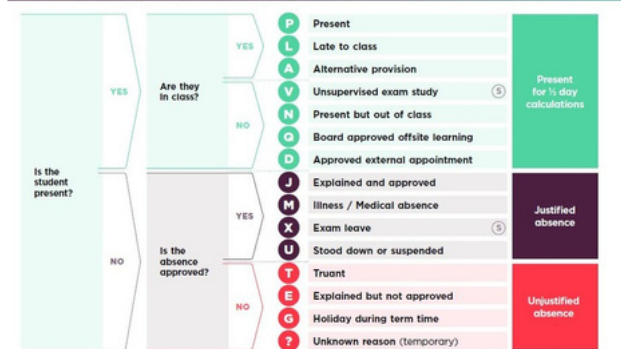 Is the
student
present?
YES
NO
Are they
in class?
YES
NO
Is the
absence
approved?
YES
NO
P Present
L Late to class
A Alternative provision
V Unsupervised exam study S
N Present but out of class
Q Board approved offsite learning
D Approved external appointment
J Explained and approved
M Illness / Medical absence
X Exam leave S
U Stood down or suspended
T Truant
E Explained but not approved
G Holiday during term time
? Unknown reason (temporary)
Present
for ½ day
calculations
Justified
absence
Unjustified
absence